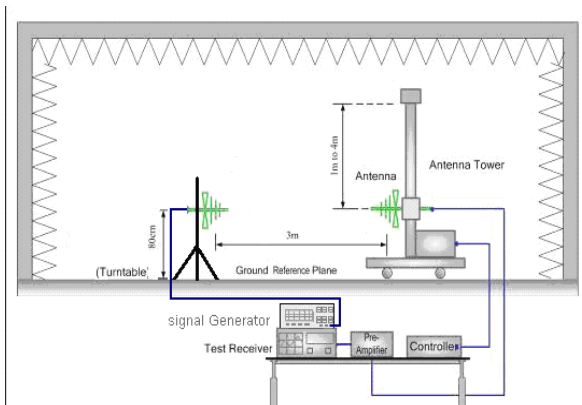 1m to 4m
Antenna Tower
Antenna
3m
80cm
(Turntable)
Ground Reference Plane
signal Generator
Test Receiver
Pre-
Amplifier
Controller